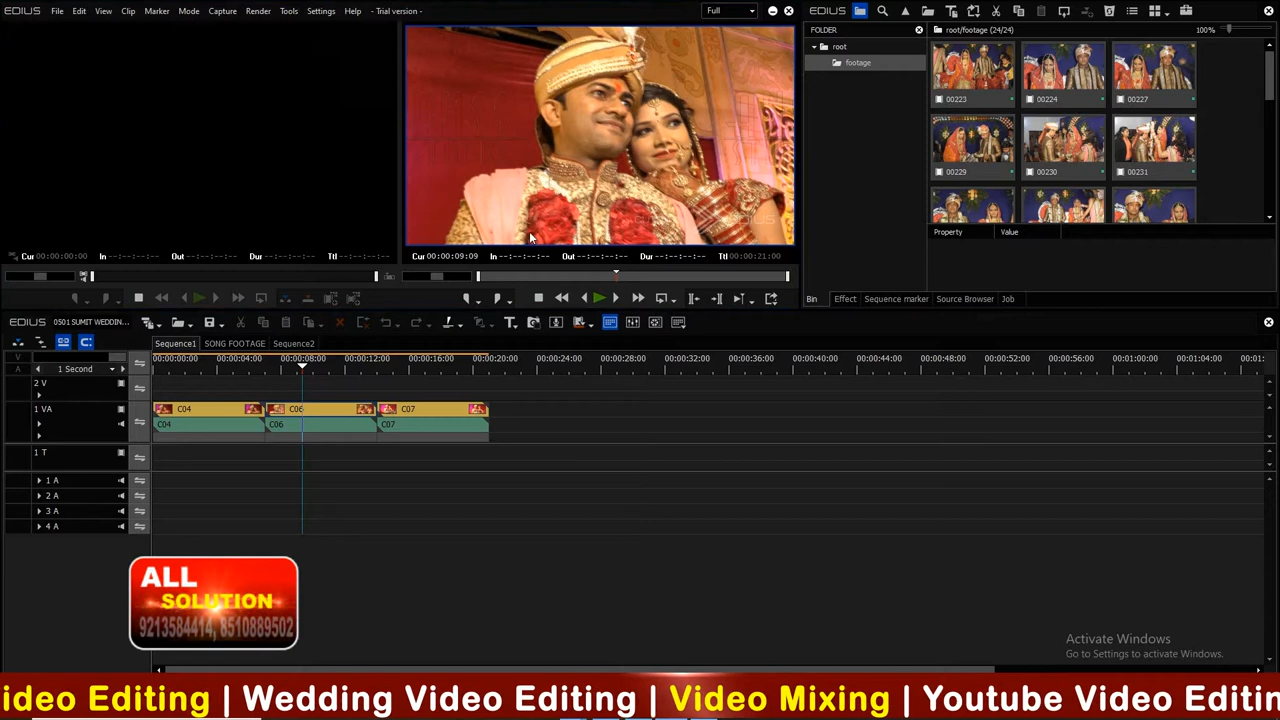 EDIUS File Edit View Clip Marker Mode Capture Render Tools Settings Help - Trial version - Full
EDIUS
FOLDER
root
footage
root/footage (24/24) 100%
00223 00224 00227
00229 00230 00231
Property Value
EDIUS
Cur 00:00:00:00 In --:--:--:-- Out --:--:--:-- Dur --:--:--:-- Ttl --:--:--:--
Cur 00:00:09:09 In --:--:--:-- Out --:--:--:-- Dur --:--:--:-- Ttl 00:00:21:00
Bin Effect Sequence marker Source Browser Job
EDIUS 0501 SUMIT WEDDIN...
Sequence1 SONG FOOTAGE Sequence2
V
A
1 Second
00:00:00:00 00:00:04:00 00:00:08:00 00:00:12:00 00:00:16:00 00:00:20:00 00:00:24:00 00:00:28:00 00:00:32:00 00:00:36:00 00:00:40:00 00:00:44:00 00:00:48:00 00:00:52:00 00:00:56:00 00:01:00:00 00:01:04:00 00:01:
2 V
1 VA C04 C06 C07
C04 C06 C07
1 T
1 A
2 A
3 A
4 A
ALL
SOLUTION
9213584414, 8510889502
Activate Windows
Go to Settings to activate Windows.
ideo Editing | Wedding Video Editing | Video Mixing | Youtube Video Editin